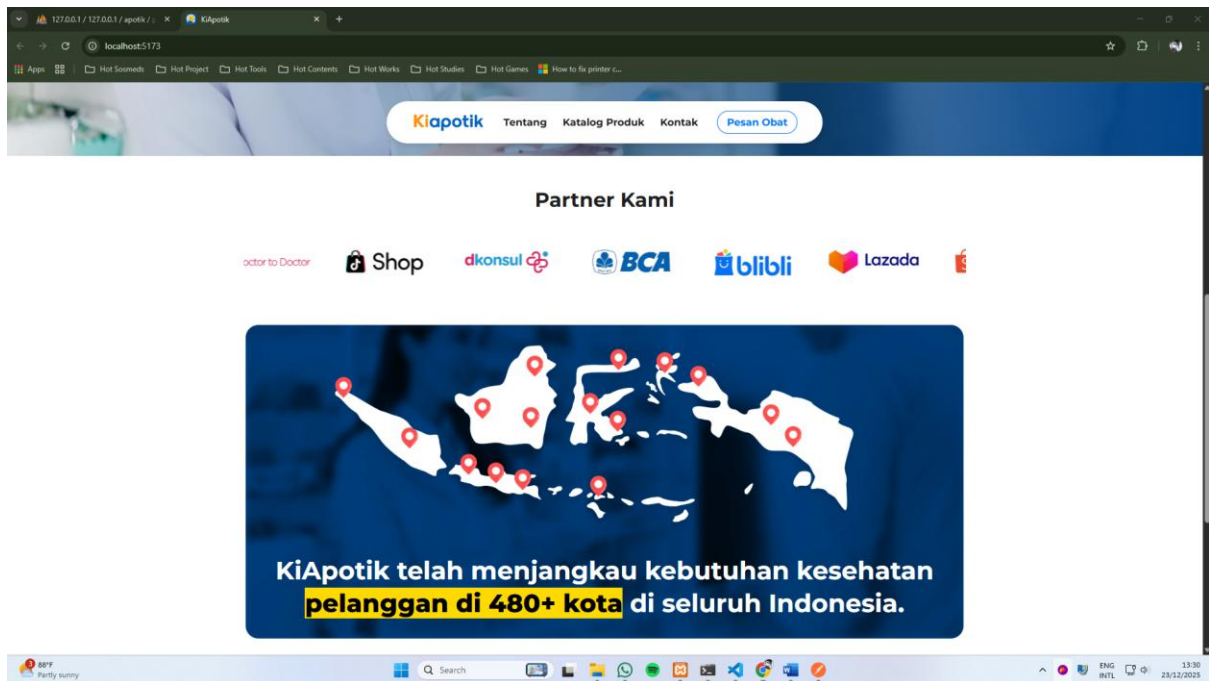 127.0.0.1 / 127.0.0.1 / apotik / p
KiApotik
localhost:5173
Apps
Hot Sosmeds
Hot Project
Hot Tools
Hot Contents
Hot Works
Hot Studies
Hot Games
How to fix printer c...
Kiapotik
Tentang
Katalog Produk
Kontak
Pesan Obat
Partner Kami
octor to Doctor
Shop
dkonsul
BCA
blibli
Lazada
KiApotik telah menjangkau kebutuhan kesehatan
pelanggan di 480+ kota di seluruh Indonesia.
3
88°F
Partly sunny
Search
ENG
INTL
13:30
23/12/2025